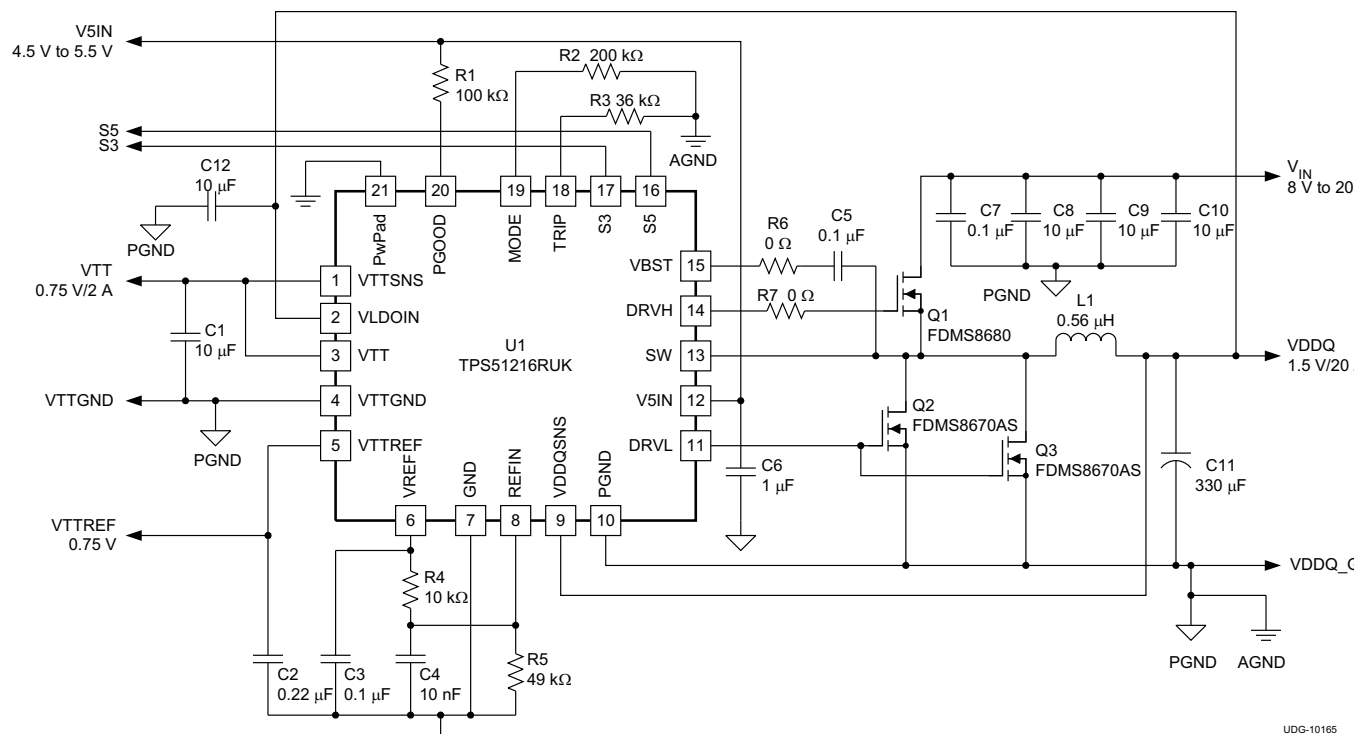 V5IN
4.5 V to 5.5 V
R2 200 kΩ
R1
100 kΩ
R3 36 kΩ
S5
S3
AGND
C12
10 μF
PGND
21
20
19
18
17
16
PwPad
PGOOD
MODE
TRIP
S3
S5
VIN
8 V to 20
C7
0.1 μF
C8
10 μF
C9
10 μF
C10
10 μF
PGND
R6
0 Ω
C5
0.1 μF
VTT
0.75 V/2 A
1
VTTSNS
VBST
15
2
VLDOIN
DRVH
14
R7 0 Ω
Q1
FDMS8680
L1
0.56 μH
C1
10 μF
3
VTT
U1
TPS51216RUK
SW
13
VDDQ
1.5 V/20
VTTGND
4
VTTGND
V5IN
12
PGND
5
VTTREF
DRVL
11
Q2
FDMS8670AS
Q3
FDMS8670AS
C6
1 μF
C11
330 μF
VREF
GND
REFIN
VDDQSNS
PGND
6
7
8
9
10
VTTREF
0.75 V
VDDQ_G
R4
10 kΩ
C2
0.22 μF
C3
0.1 μF
C4
10 nF
R5
49 kΩ
PGND
AGND
UDG-10165